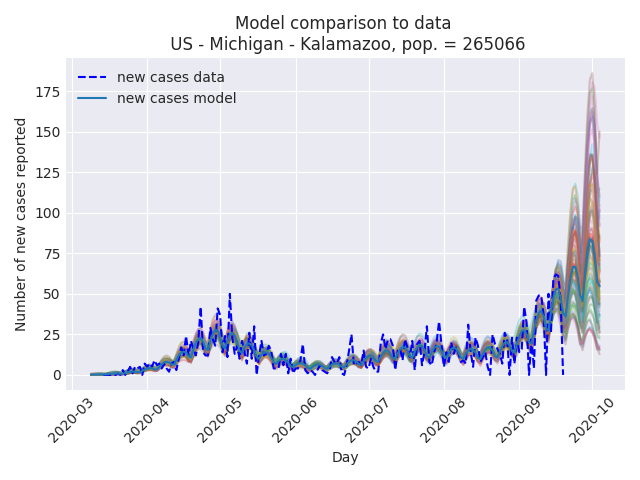 Model comparison to data
US - Michigan - Kalamazoo, pop. = 265066
new cases data
new cases model
Number of new cases reported
175
150
125
100
75
50
25
0
2020-03
2020-04
2020-05
2020-06
2020-07
2020-08
2020-09
2020-10
Day